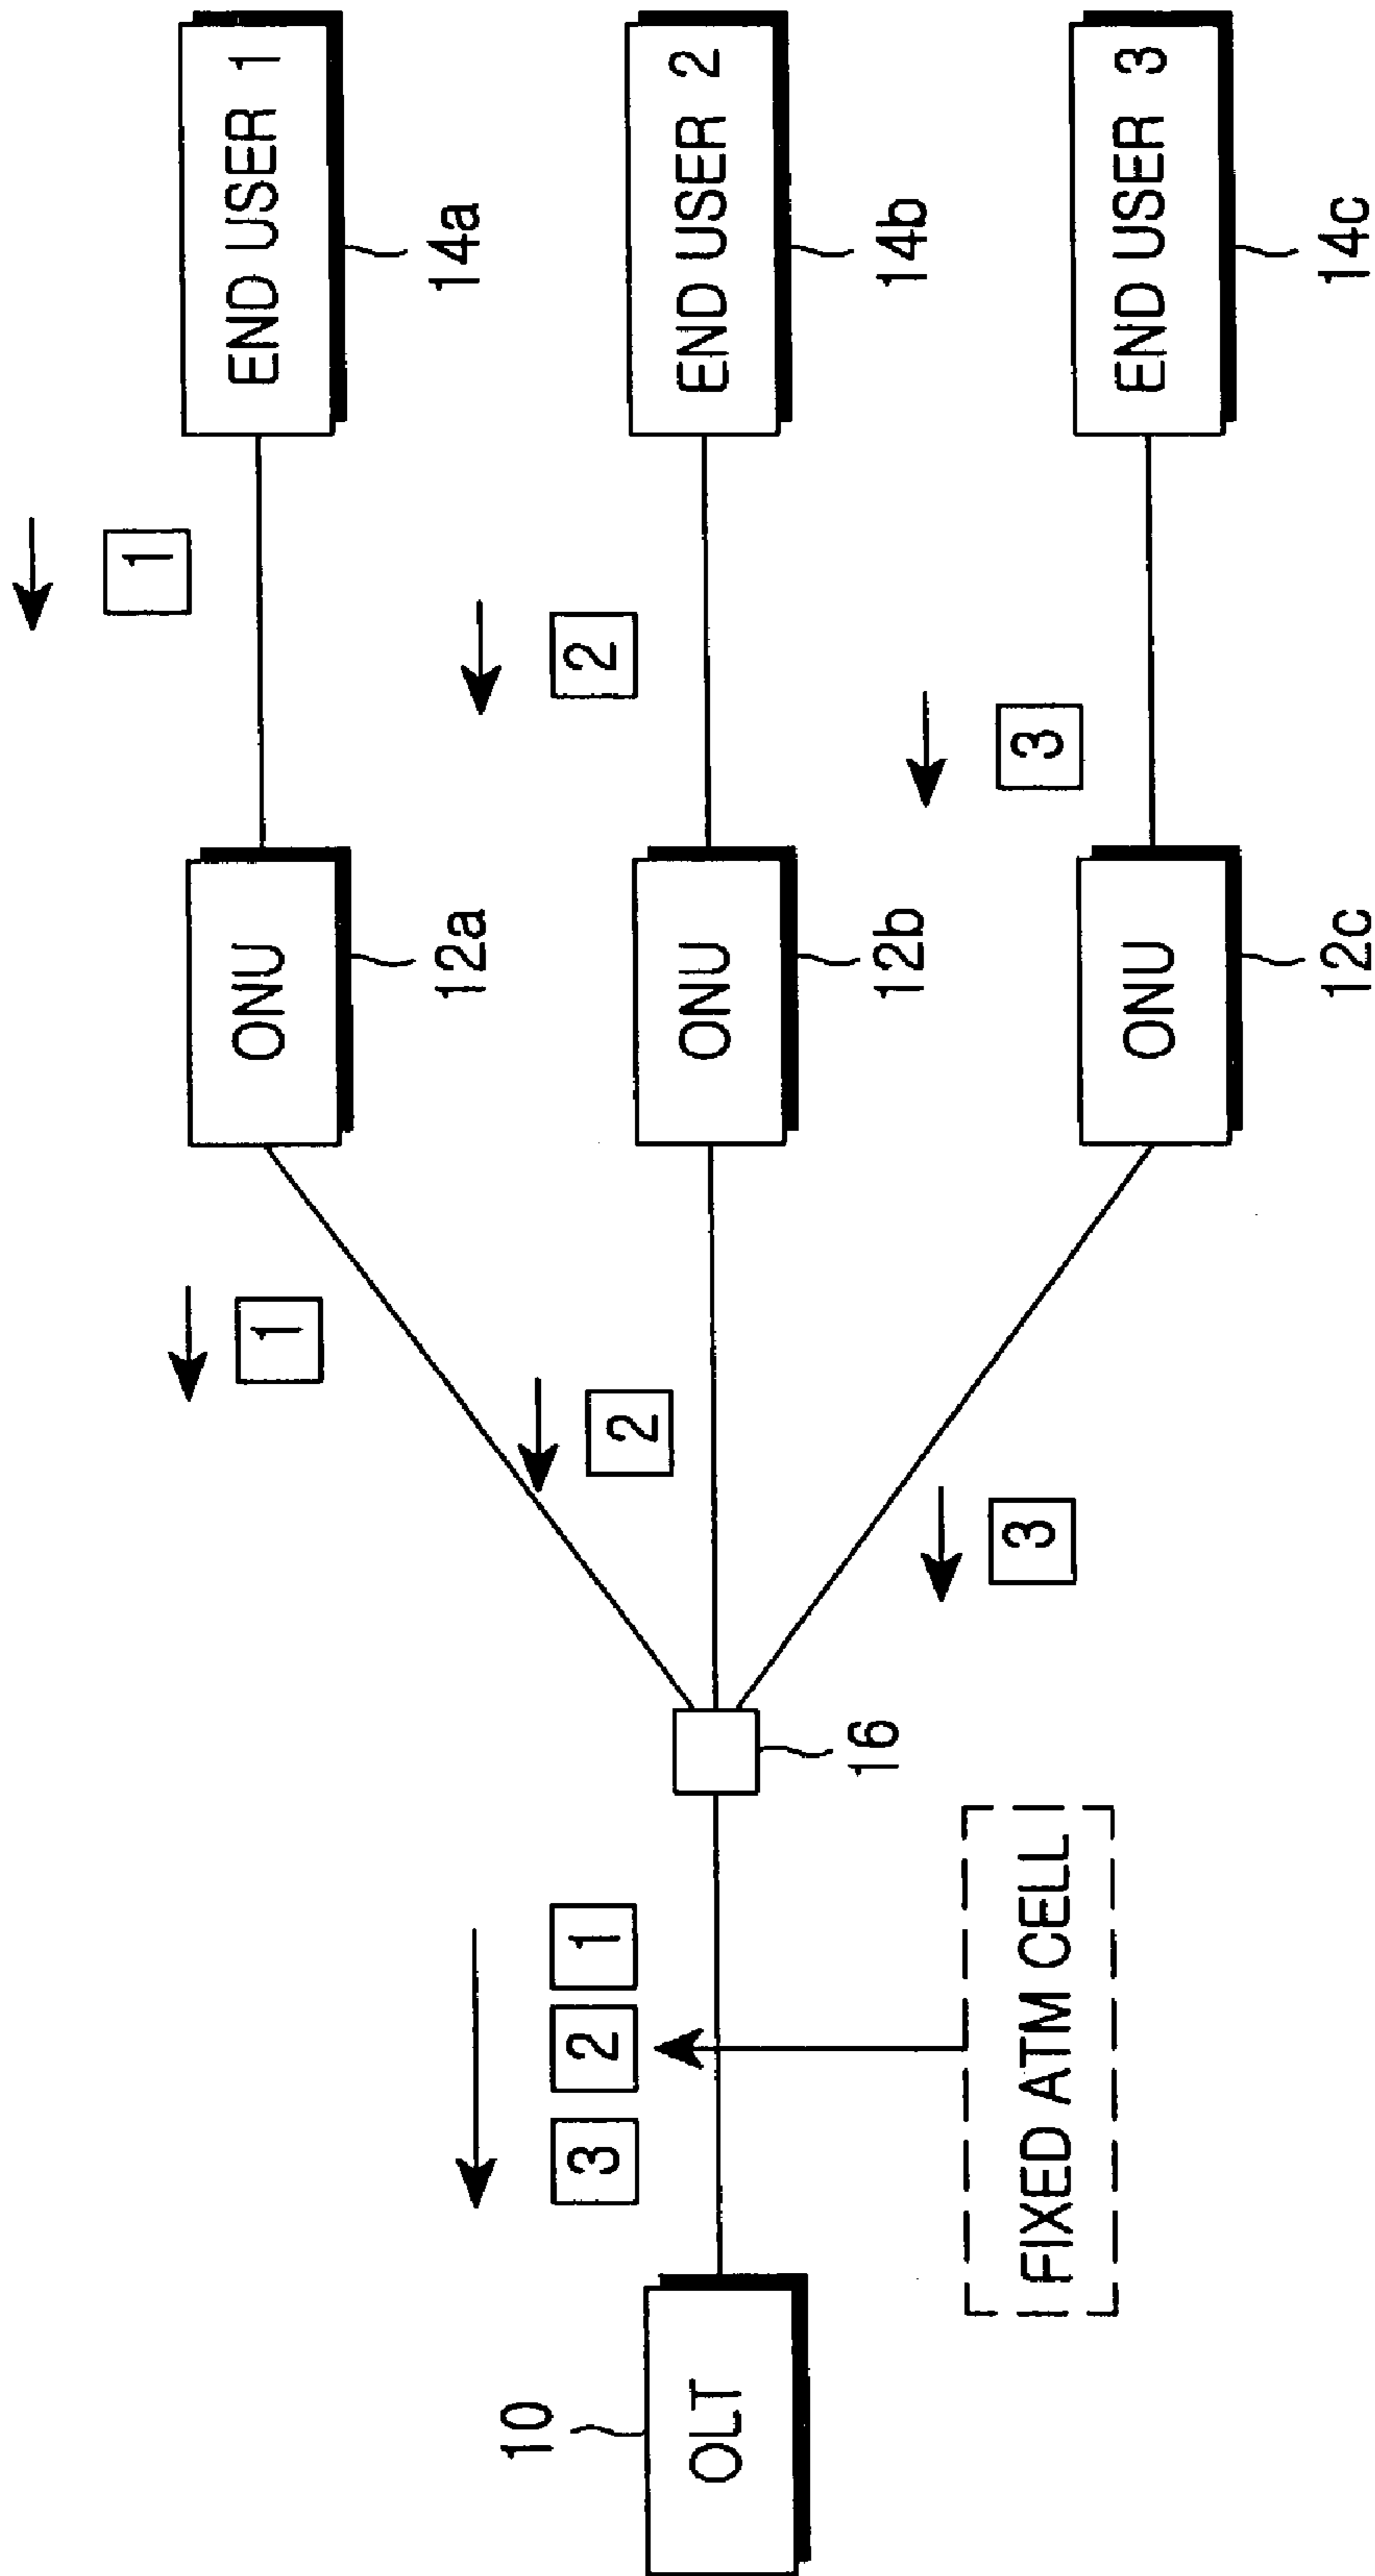 1
1
ONU
END USER 1
12a
14a
10
3 2 1
2
2
OLT
ONU
END USER 2
16
12b
14b
3
3
FIXED ATM CELL
ONU
END USER 3
12c
14c